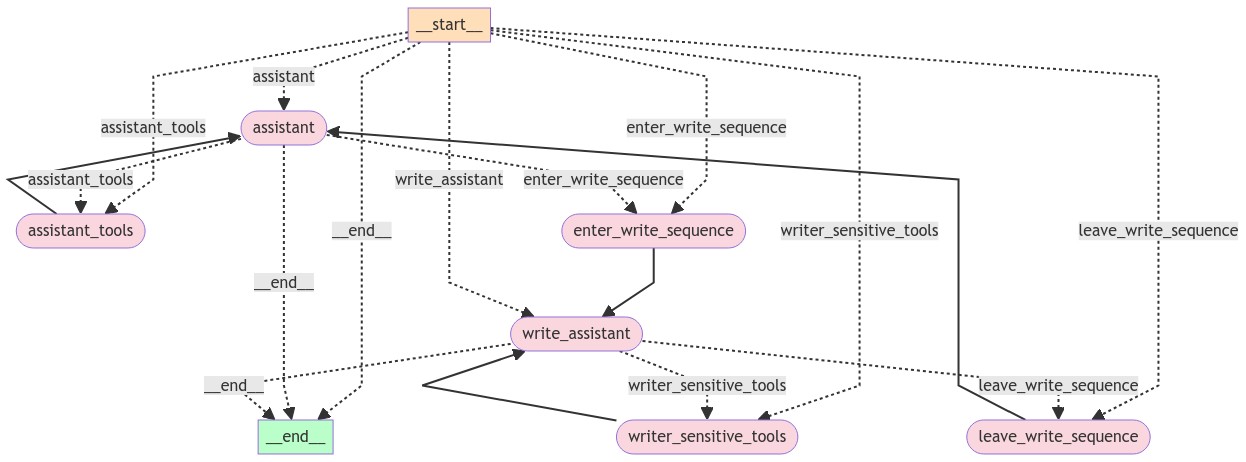 __start__
assistant
assistant_tools
assistant
enter_write_sequence
assistant_tools
write_assistant
enter_write_sequence
assistant_tools
__end__
enter_write_sequence
writer_sensitive_tools
leave_write_sequence
__end__
write_assistant
__end__
writer_sensitive_tools
leave_write_sequence
__end__
writer_sensitive_tools
leave_write_sequence